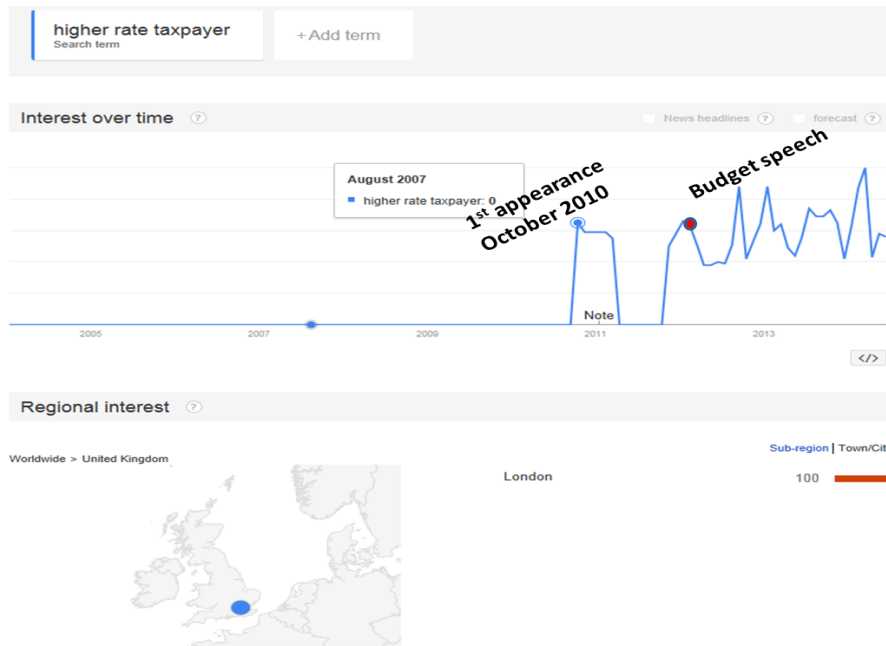 higher rate taxpayer
Search term
+Add term
Interest over time ?
News headlines ?
forecast ?
August 2007
higher rate taxpayer: 0
1st appearance
October 2010
Budget speech
Note
2005 2007 2009 2011 2013
</>
Regional interest ?
Sub-region | Town/Cit
Worldwide > United Kingdom
London 100